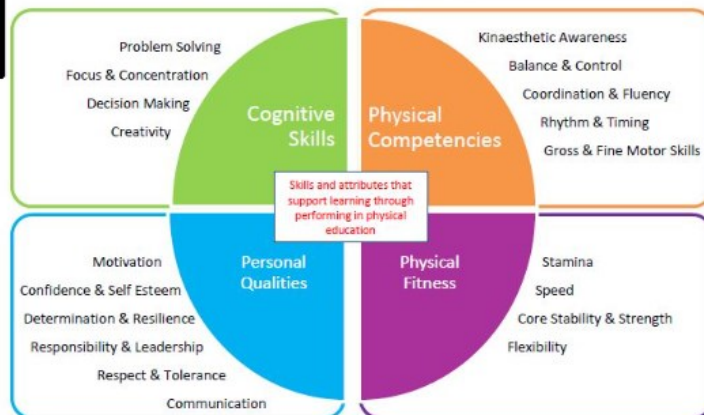 Problem Solving
Focus & Concentration
Decision Making
Creativity
Cognitive
Skills
Physical
Competencies
Kinaesthetic Awareness
Balance & Control
Coordination & Fluency
Rhythm & Timing
Gross & Fine Motor Skills
Skills and attributes that
support learning through
performing in physical
education
Motivation
Confidence & Self Esteem
Determination & Resilience
Responsibility & Leadership
Respect & Tolerance
Communication
Personal
Qualities
Physical
Fitness
Stamina
Speed
Core Stability & Strength
Flexibility